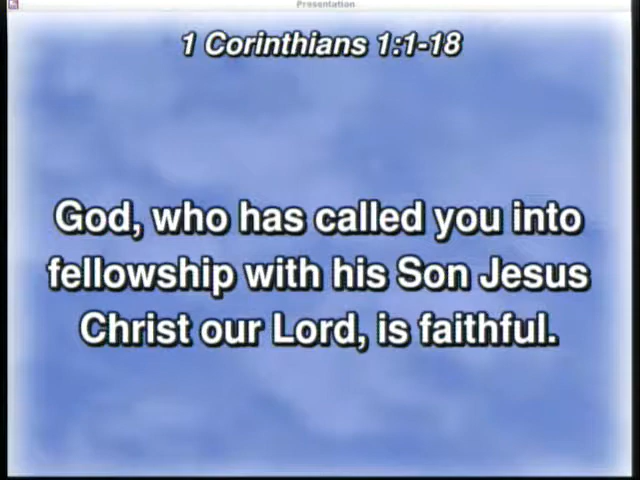 Presentation
1 Corinthians 1:1-18
God, who has called you into
fellowship with his Son Jesus
Christ our Lord, is faithful.